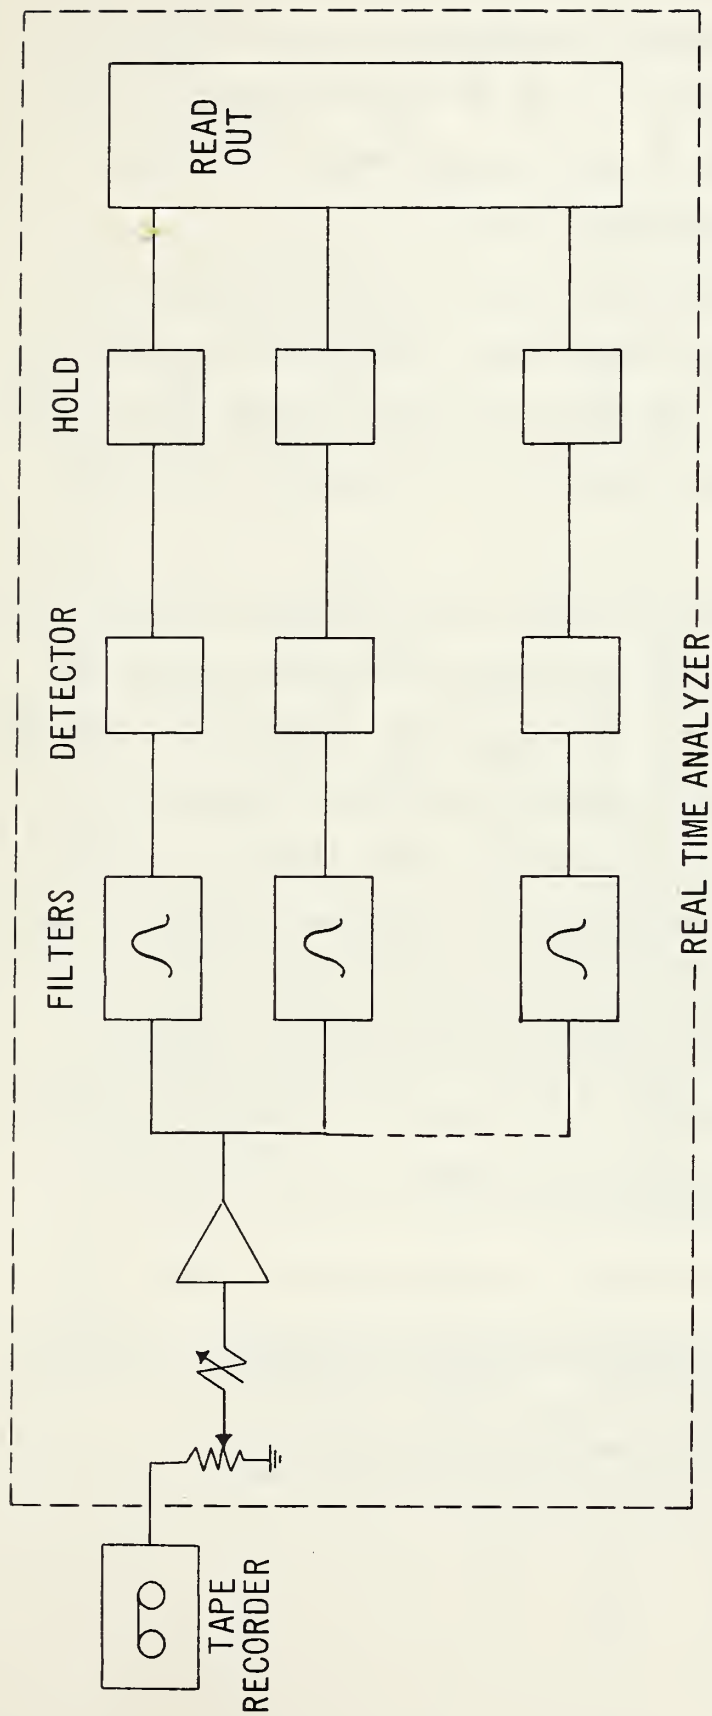 TAPE
RECORDER
FILTERS
DETECTOR
HOLD
READ
OUT
REAL TIME ANALYZER